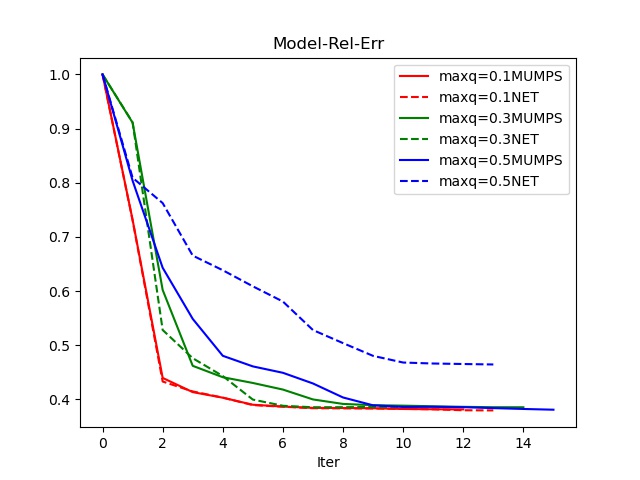 Model-Rel-Err
1.0
0.9
0.8
0.7
0.6
0.5
0.4
maxq=0.1MUMPS
maxq=0.1NET
maxq=0.3MUMPS
maxq=0.3NET
maxq=0.5MUMPS
maxq=0.5NET
0 2 4 6 8 10 12 14
Iter